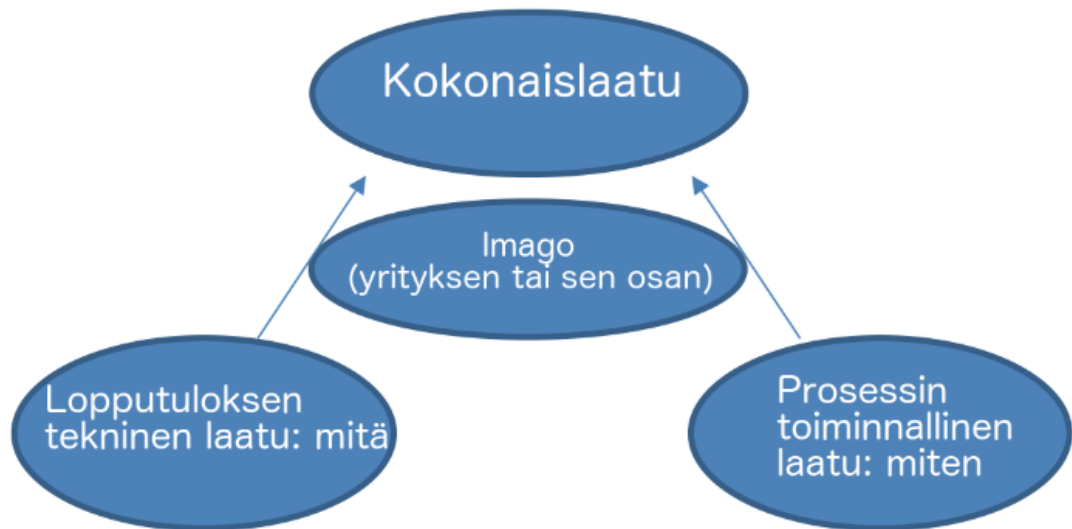 Kokonaislaatu
Imago
(yrityksen tai sen osan)
Lopputuloksen
tekninen laatu: mitä
Prosessin
toiminnallinen
laatu: miten